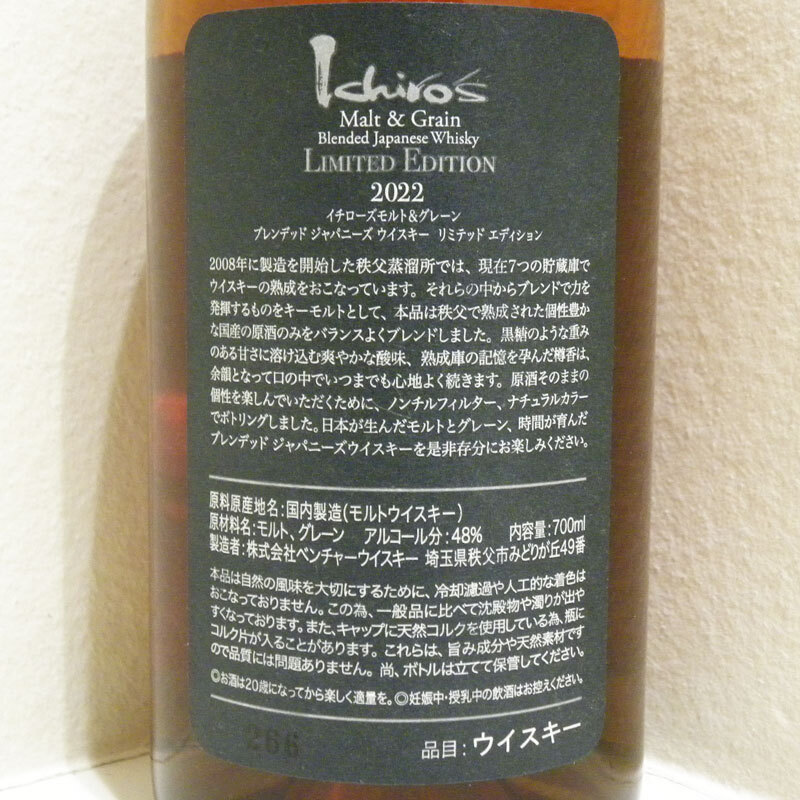 Ichiro's
Malt & Grain
Blended Japanese Whisky
LIMITED EDITION
2022
イチローズモルト&グレーン
ブレンデッド ジャパニーズ ウイスキー リミテッド エディション
2008年に製造を開始した秩父蒸溜所では、現在7つの貯蔵庫で
ウイスキーの熟成をおこなっています。それらの中からブレンドで力を
発揮するものをキーモルトとして、本品は秩父で熟成された個性豊か
な国産の原酒のみをバランスよくブレンドしました。黒糖のような重み
のある甘さに溶け込む爽やかな酸味、熟成庫の記憶を孕んだ樽香は、
余韻となって口の中でいつまでも心地よく続きます。原酒そのままの
個性を楽しんでいただくために、ノンチルフィルター、ナチュラルカラー
でボトリングしました。日本が生んだモルトとグレーン、時間が育んだ
ブレンデッド ジャパニーズウイスキーを是非存分にお楽しみください。
原料原産地名:国内製造(モルトウイスキー)
原材料名:モルト、グレーン アルコール分:48% 内容量:700ml
製造者:株式会社ベンチャーウイスキー 埼玉県秩父市みどりが丘49番
本品は自然の風味を大切にするために、冷却濾過や人工的な着色は
おこなっておりません。この為、一般品に比べて沈殿物や濁りが出や
すくなっております。また、キャップに天然コルクを使用している為、瓶に
コルク片が入ることがあります。これらは、旨み成分や天然素材です
ので品質には問題ありません。尚、ボトルは立てて保管してください。
◎お酒は20歳になってから楽しく適量を。◎妊娠中・授乳中の飲酒はお控えください。
266
品目:ウイスキー